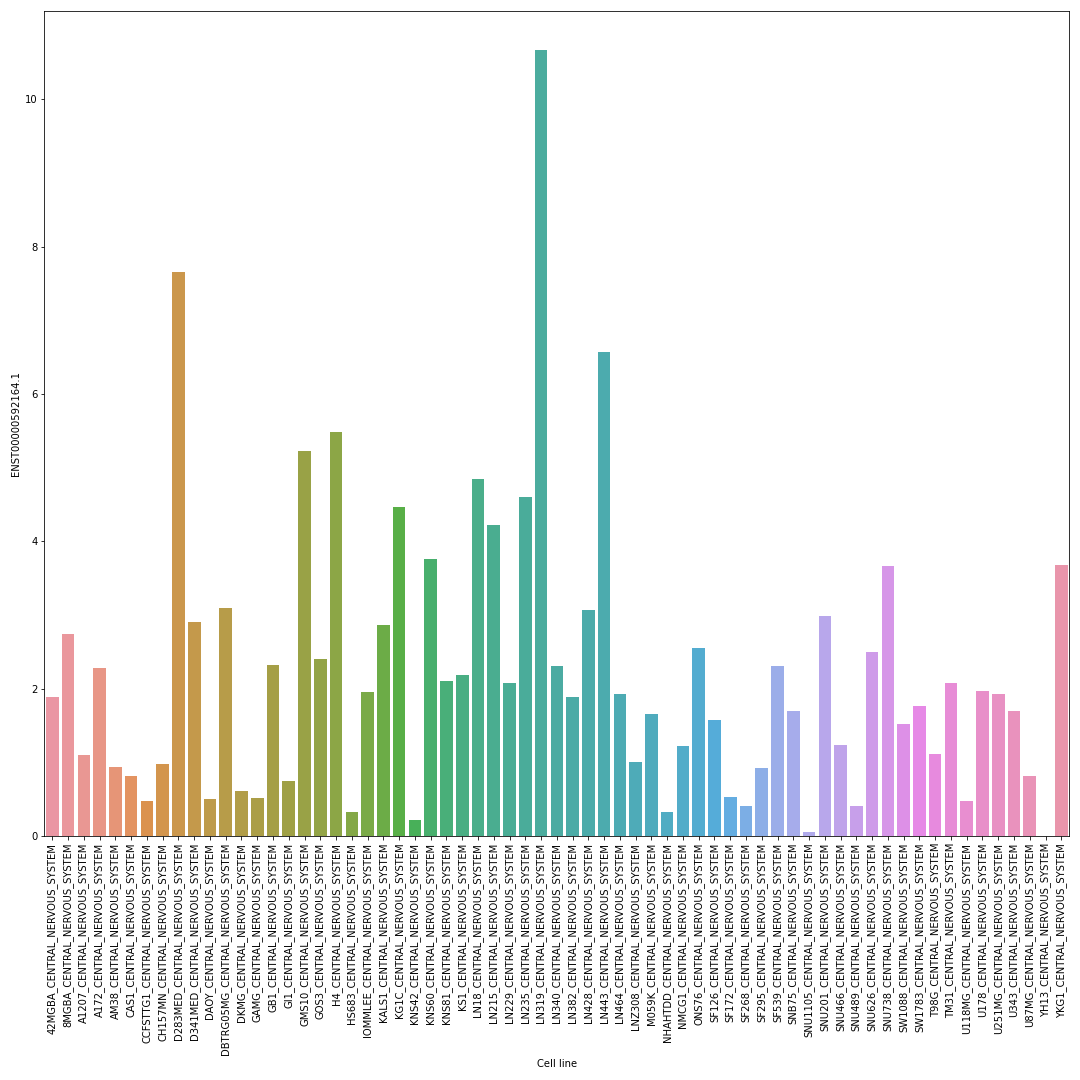 10
8
6
4
2
0
ENST00000592164.1
42MGBA_CENTRAL_NERVOUS_SYSTEM
8MGBA_CENTRAL_NERVOUS_SYSTEM
A1207_CENTRAL_NERVOUS_SYSTEM
A172_CENTRAL_NERVOUS_SYSTEM
AM38_CENTRAL_NERVOUS_SYSTEM
CAS1_CENTRAL_NERVOUS_SYSTEM
CCFSTTG1_CENTRAL_NERVOUS_SYSTEM
CH157MN_CENTRAL_NERVOUS_SYSTEM
D283MED_CENTRAL_NERVOUS_SYSTEM
D341MED_CENTRAL_NERVOUS_SYSTEM
DAOY_CENTRAL_NERVOUS_SYSTEM
DBTRG05MG_CENTRAL_NERVOUS_SYSTEM
DKMG_CENTRAL_NERVOUS_SYSTEM
GAMG_CENTRAL_NERVOUS_SYSTEM
GB1_CENTRAL_NERVOUS_SYSTEM
GI1_CENTRAL_NERVOUS_SYSTEM
GMS10_CENTRAL_NERVOUS_SYSTEM
GOS3_CENTRAL_NERVOUS_SYSTEM
H4_CENTRAL_NERVOUS_SYSTEM
HS683_CENTRAL_NERVOUS_SYSTEM
IOMMLEE_CENTRAL_NERVOUS_SYSTEM
KALS1_CENTRAL_NERVOUS_SYSTEM
KG1C_CENTRAL_NERVOUS_SYSTEM
KNS42_CENTRAL_NERVOUS_SYSTEM
KNS60_CENTRAL_NERVOUS_SYSTEM
KNS81_CENTRAL_NERVOUS_SYSTEM
KS1_CENTRAL_NERVOUS_SYSTEM
LN18_CENTRAL_NERVOUS_SYSTEM
LN215_CENTRAL_NERVOUS_SYSTEM
LN229_CENTRAL_NERVOUS_SYSTEM
LN235_CENTRAL_NERVOUS_SYSTEM
LN319_CENTRAL_NERVOUS_SYSTEM
LN340_CENTRAL_NERVOUS_SYSTEM
LN382_CENTRAL_NERVOUS_SYSTEM
LN428_CENTRAL_NERVOUS_SYSTEM
LN443_CENTRAL_NERVOUS_SYSTEM
LN464_CENTRAL_NERVOUS_SYSTEM
LNZ308_CENTRAL_NERVOUS_SYSTEM
M059K_CENTRAL_NERVOUS_SYSTEM
NHAHTDD_CENTRAL_NERVOUS_SYSTEM
NMCG1_CENTRAL_NERVOUS_SYSTEM
ONS76_CENTRAL_NERVOUS_SYSTEM
SF126_CENTRAL_NERVOUS_SYSTEM
SF172_CENTRAL_NERVOUS_SYSTEM
SF268_CENTRAL_NERVOUS_SYSTEM
SF295_CENTRAL_NERVOUS_SYSTEM
SF539_CENTRAL_NERVOUS_SYSTEM
SNB75_CENTRAL_NERVOUS_SYSTEM
SNU1105_CENTRAL_NERVOUS_SYSTEM
SNU201_CENTRAL_NERVOUS_SYSTEM
SNU466_CENTRAL_NERVOUS_SYSTEM
SNU489_CENTRAL_NERVOUS_SYSTEM
SNU626_CENTRAL_NERVOUS_SYSTEM
SNU738_CENTRAL_NERVOUS_SYSTEM
SW1088_CENTRAL_NERVOUS_SYSTEM
SW1783_CENTRAL_NERVOUS_SYSTEM
T98G_CENTRAL_NERVOUS_SYSTEM
TM31_CENTRAL_NERVOUS_SYSTEM
U118MG_CENTRAL_NERVOUS_SYSTEM
U178_CENTRAL_NERVOUS_SYSTEM
U251MG_CENTRAL_NERVOUS_SYSTEM
U343_CENTRAL_NERVOUS_SYSTEM
U87MG_CENTRAL_NERVOUS_SYSTEM
YH13_CENTRAL_NERVOUS_SYSTEM
YKG1_CENTRAL_NERVOUS_SYSTEM
Cell line